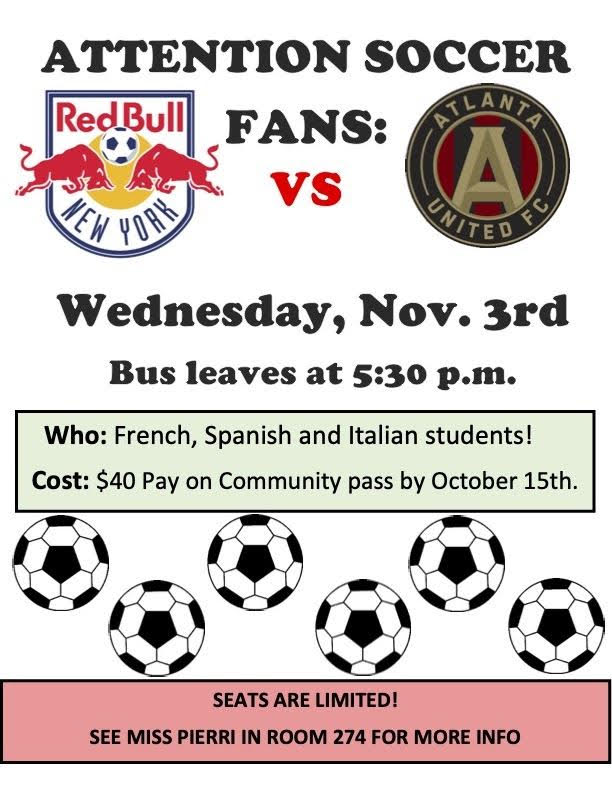 ATTENTION SOCCER
FANS:
Red Bull
NEW YORK
VS
ATLANTA
A
UNITED FC
Wednesday, Nov. 3rd
Bus leaves at 5:30 p.m.
Who: French, Spanish and Italian students!
Cost: $40 Pay on Community pass by October 15th.
SEATS ARE LIMITED!
SEE MISS PIERRI IN ROOM 274 FOR MORE INFO